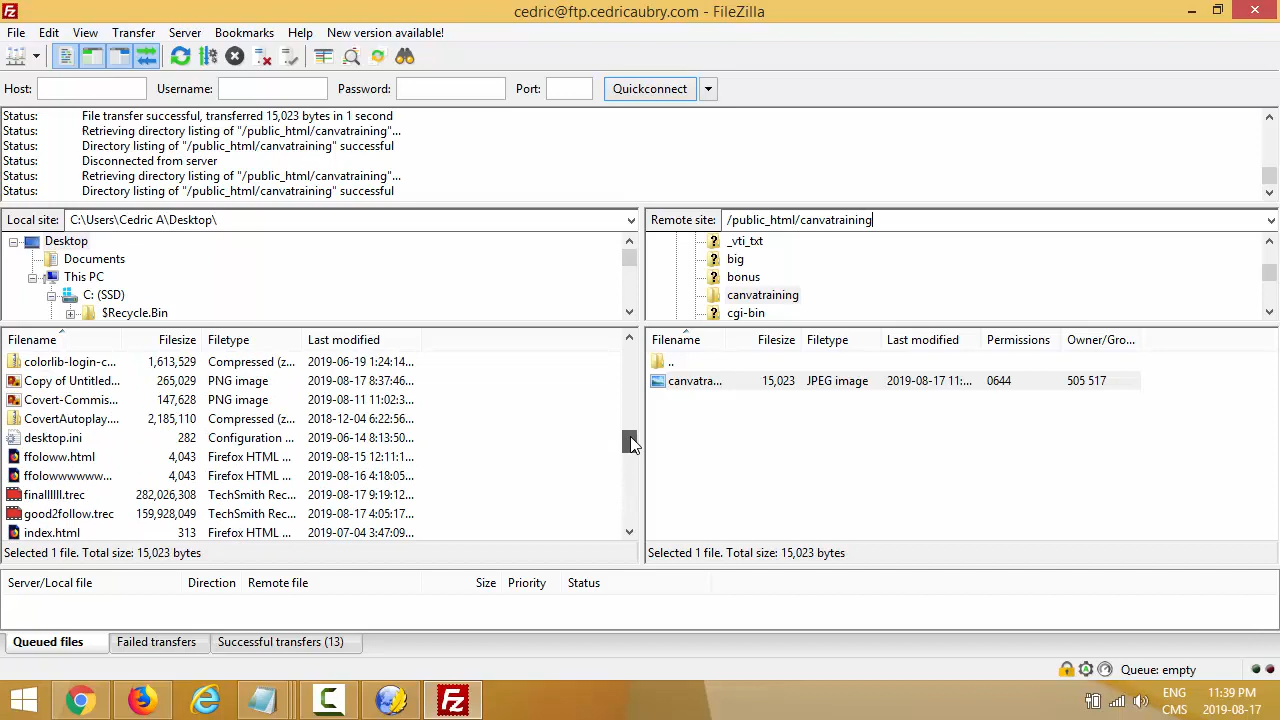 cedric@ftp.cedricaubry.com - FileZilla
File Edit View Transfer Server Bookmarks Help New version available!
Host: Username: Password: Port: Quickconnect
Status: File transfer successful, transferred 15,023 bytes in 1 second
Status: Retrieving directory listing of "/public_html/canvatraining"...
Status: Directory listing of "/public_html/canvatraining" successful
Status: Disconnected from server
Status: Retrieving directory listing of "/public_html/canvatraining"...
Status: Directory listing of "/public_html/canvatraining" successful
Local site: C:\Users\Cedric A\Desktop\ Remote site: /public_html/canvatraining
Desktop _vti_txt
Documents big
This PC bonus
C: (SSD) canvatraining
$Recycle.Bin cgi-bin
Filename Filesize Filetype Last modified Filename Filesize Filetype Last modified Permissions Owner/Gro...
colorlib-login-c... 1,613,529 Compressed (z... 2019-06-19 1:24:14... ..
Copy of Untitled... 265,029 PNG image 2019-08-17 8:37:46... canvatra... 15,023 JPEG image 2019-08-17 11:... 0644 505 517
Covert-Commis... 147,628 PNG image 2019-08-11 11:02:3...
CovertAutoplay.... 2,185,110 Compressed (z... 2018-12-04 6:22:56...
desktop.ini 282 Configuration ... 2019-06-14 8:13:50...
ffoloww.html 4,043 Firefox HTML ... 2019-08-15 12:11:1...
ffolowwwwww... 4,043 Firefox HTML ... 2019-08-16 4:18:05...
finallllll.trec 282,026,308 TechSmith Rec... 2019-08-17 9:19:12...
good2follow.trec 159,928,049 TechSmith Rec... 2019-08-17 4:05:17...
index.html 313 Firefox HTML ... 2019-07-04 3:47:09...
Selected 1 file. Total size: 15,023 bytes Selected 1 file. Total size: 15,023 bytes
Server/Local file Direction Remote file Size Priority Status
Queued files Failed transfers Successful transfers (13)
Queue: empty
ENG 11:39 PM
CMS 2019-08-17